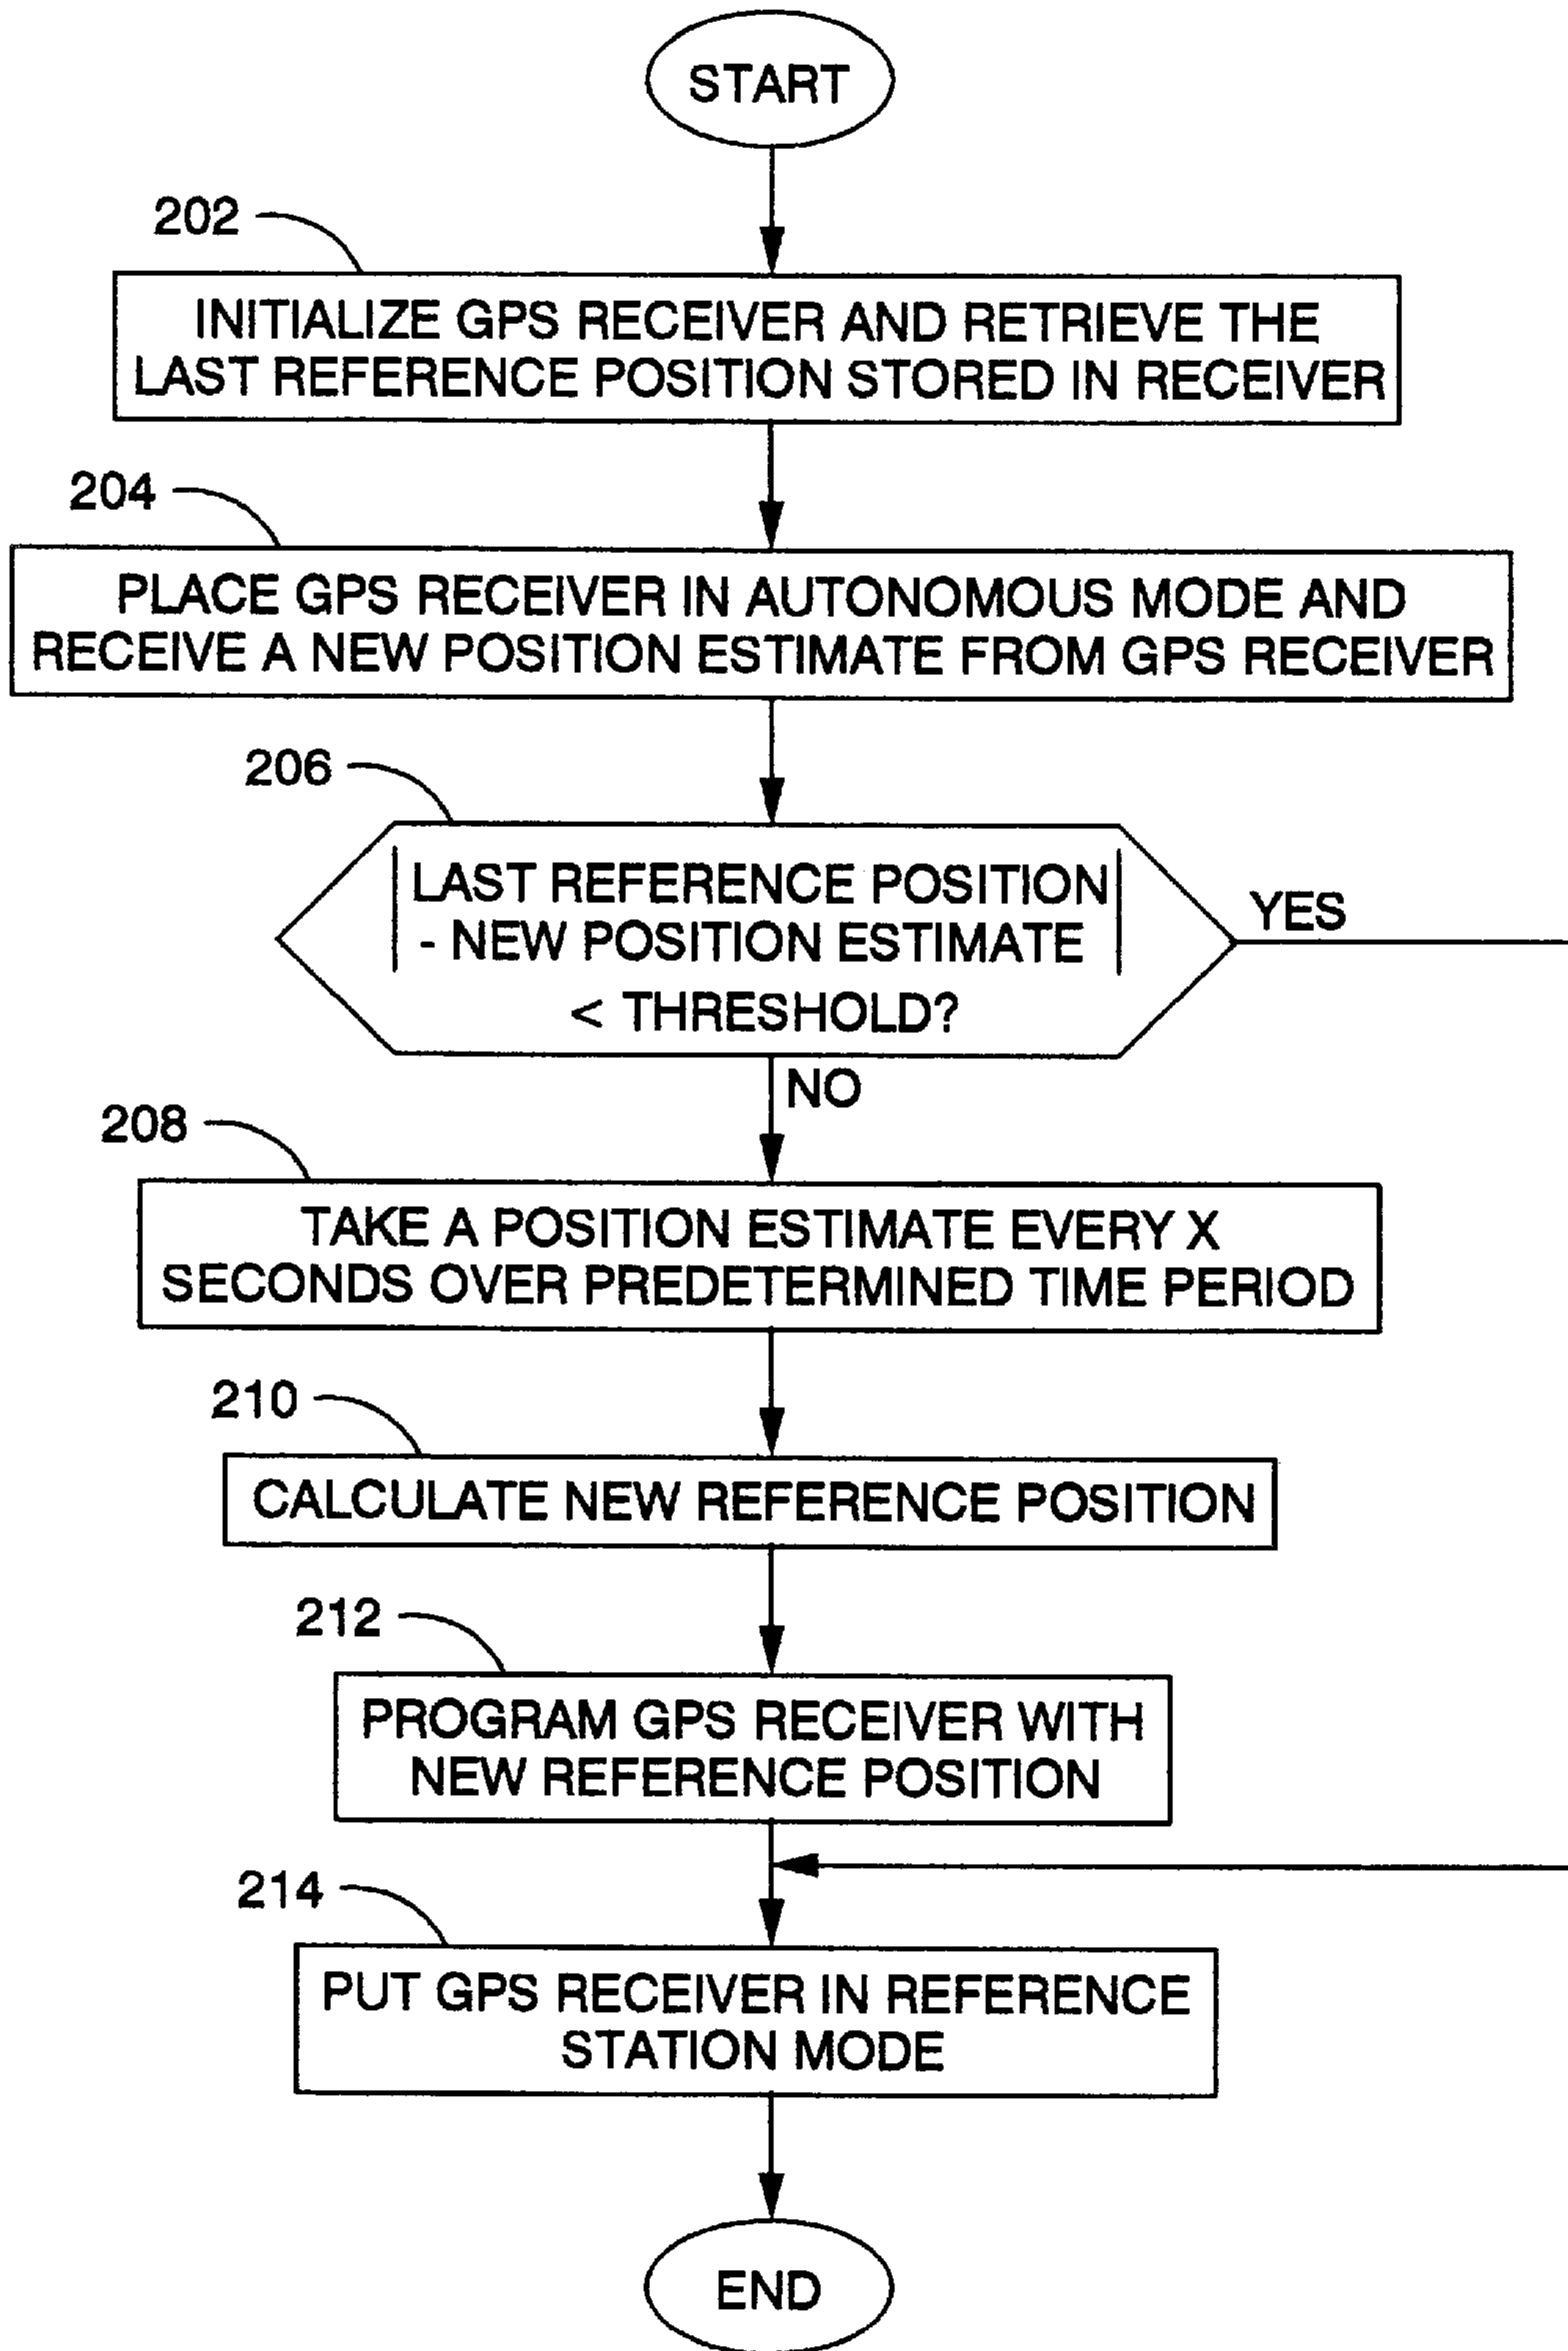 START
202
INITIALIZE GPS RECEIVER AND RETRIEVE THE
LAST REFERENCE POSITION STORED IN RECEIVER
204
PLACE GPS RECEIVER IN AUTONOMOUS MODE AND
RECEIVE A NEW POSITION ESTIMATE FROM GPS RECEIVER
206
LAST REFERENCE POSITION
- NEW POSITION ESTIMATE
< THRESHOLD?
YES
NO
208
TAKE A POSITION ESTIMATE EVERY X
SECONDS OVER PREDETERMINED TIME PERIOD
210
CALCULATE NEW REFERENCE POSITION
212
PROGRAM GPS RECEIVER WITH
NEW REFERENCE POSITION
214
PUT GPS RECEIVER IN REFERENCE
STATION MODE
END